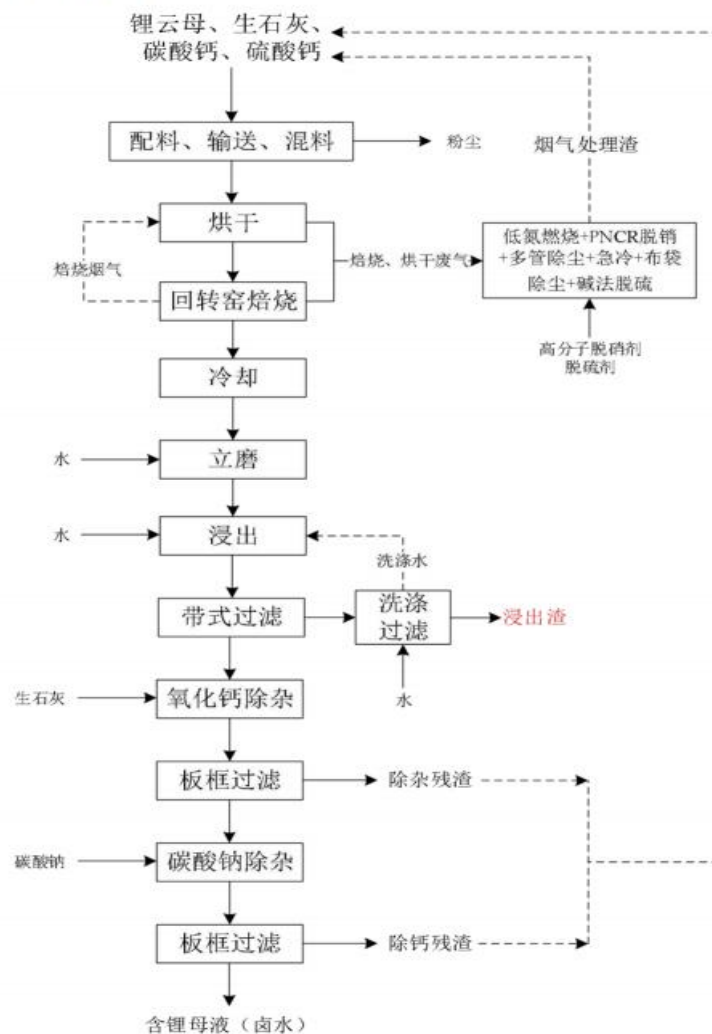 锂云母、生石灰、
碳酸钙、硫酸钙
配料、输送、混料
粉尘
烟气处理渣
烘干
焙烧烟气
焙烧、烘干废气
低氮燃烧+PNCR脱销
+多管除尘+急冷+布袋
除尘+碱法脱硫
回转窑焙烧
高分子脱硝剂
脱硫剂
冷却
水
立磨
水
浸出
洗涤水
带式过滤
洗涤
过滤
浸出渣
水
生石灰
氧化钙除杂
板框过滤
除杂残渣
碳酸钠
碳酸钠除杂
板框过滤
除钙残渣
含锂母液（卤水）